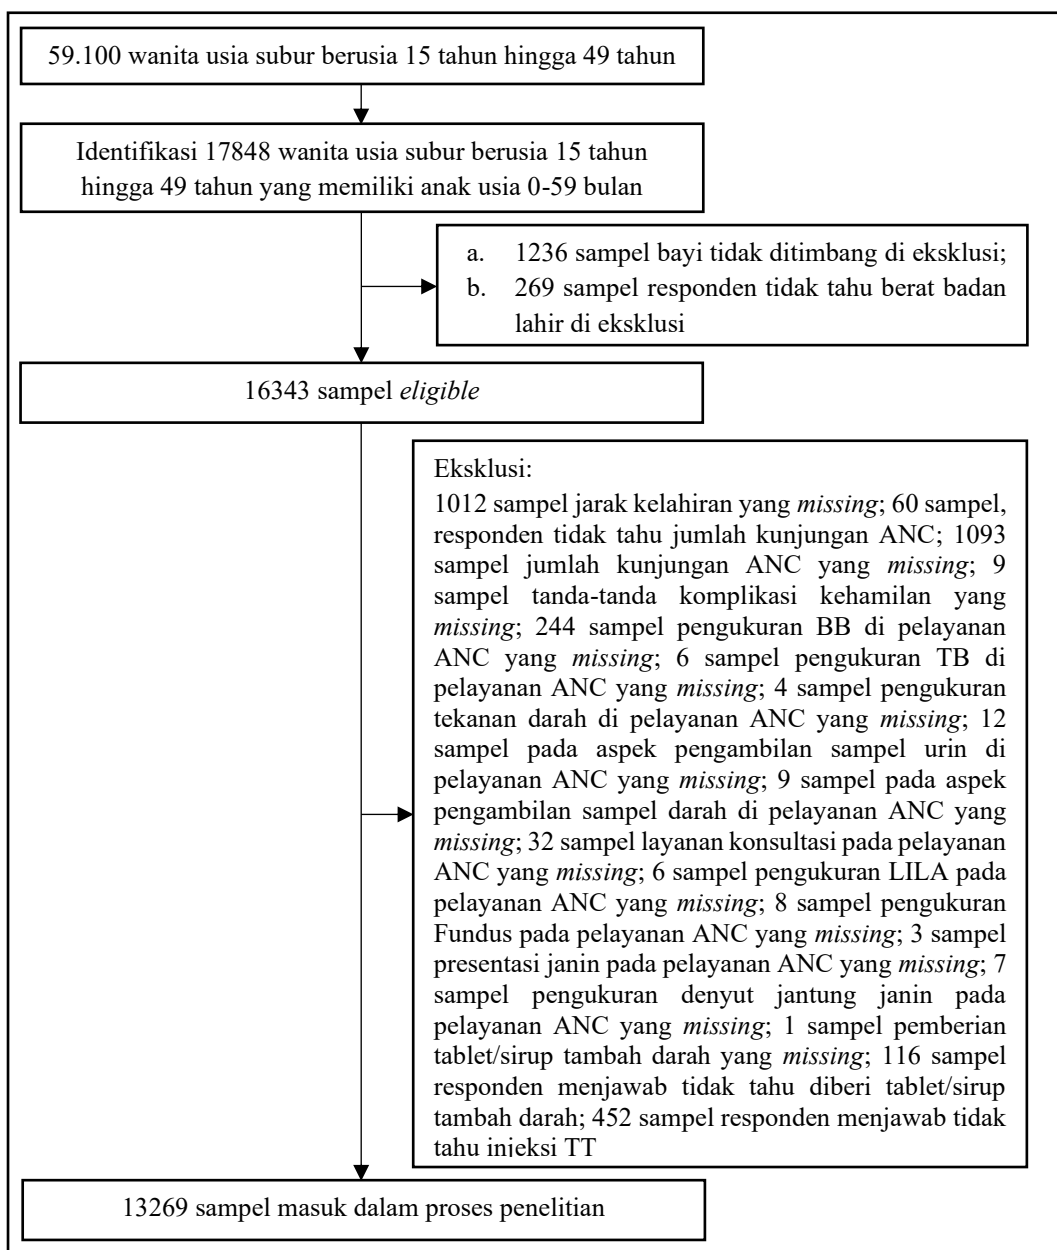 59.100 wanita usia subur berusia 15 tahun hingga 49 tahun
Identifikasi 17848 wanita usia subur berusia 15 tahun
hingga 49 tahun yang memiliki anak usia 0-59 bulan
a. 1236 sampel bayi tidak ditimbang di eksklusi;
b. 269 sampel responden tidak tahu berat badan
lahir di eksklusi
16343 sampel eligible
Eksklusi:
1012 sampel jarak kelahiran yang missing; 60 sampel,
responden tidak tahu jumlah kunjungan ANC; 1093
sampel jumlah kunjungan ANC yang missing; 9
sampel tanda-tanda komplikasi kehamilan yang
missing; 244 sampel pengukuran BB di pelayanan
ANC yang missing; 6 sampel pengukuran TB di
pelayanan ANC yang missing; 4 sampel pengukuran
tekanan darah di pelayanan ANC yang missing; 12
sampel pada aspek pengambilan sampel urin di
pelayanan ANC yang missing; 9 sampel pada aspek
pengambilan sampel darah di pelayanan ANC yang
missing; 32 sampel layanan konsultasi pada pelayanan
ANC yang missing; 6 sampel pengukuran LILA pada
pelayanan ANC yang missing; 8 sampel pengukuran
Fundus pada pelayanan ANC yang missing; 3 sampel
presentasi janin pada pelayanan ANC yang missing; 7
sampel pengukuran denyut jantung janin pada
pelayanan ANC yang missing; 1 sampel pemberian
tablet/sirup tambah darah yang missing; 116 sampel
responden menjawab tidak tahu diberi tablet/sirup
tambah darah; 452 sampel responden menjawab tidak
tahu injeksi TT
13269 sampel masuk dalam proses penelitian